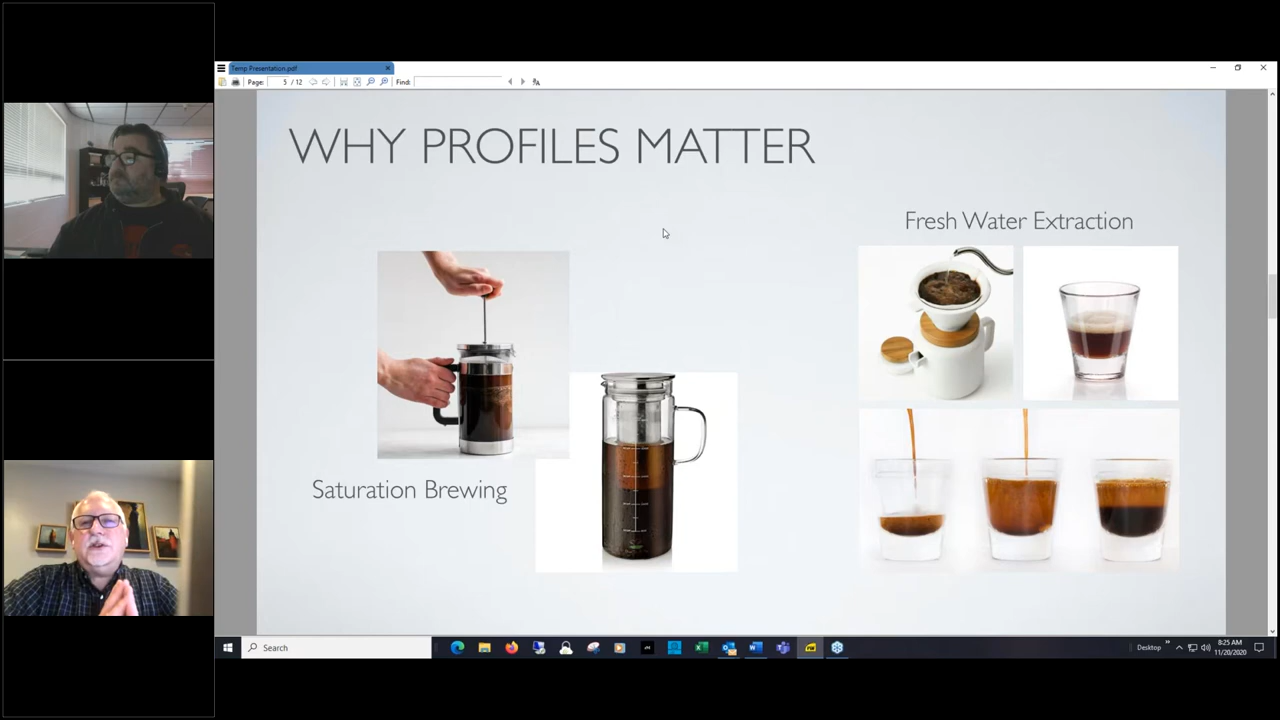 Temp Presentation.pdf
Page: 5 / 12 Find:
WHY PROFILES MATTER
Fresh Water Extraction
Saturation Brewing
Search
Desktop
8:25 AM
11/20/2020